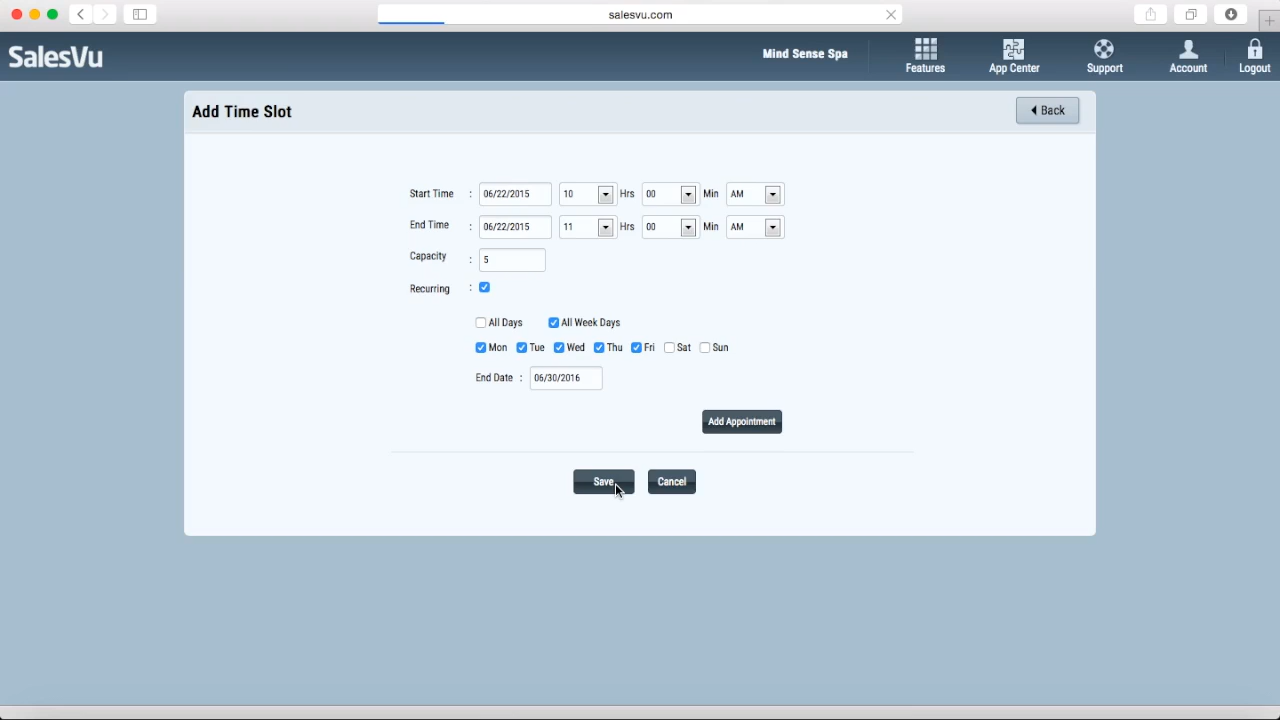 salesvu.com
SalesVu
Mind Sense Spa
Features
App Center
Support
Account
Logout
Add Time Slot
Back
Start Time : 06/22/2015 10 Hrs 00 Min AM
End Time : 06/22/2015 11 Hrs 00 Min AM
Capacity : 5
Recurring :
All Days All Week Days
Mon Tue Wed Thu Fri Sat Sun
End Date : 06/30/2016
Add Appointment
Save Cancel